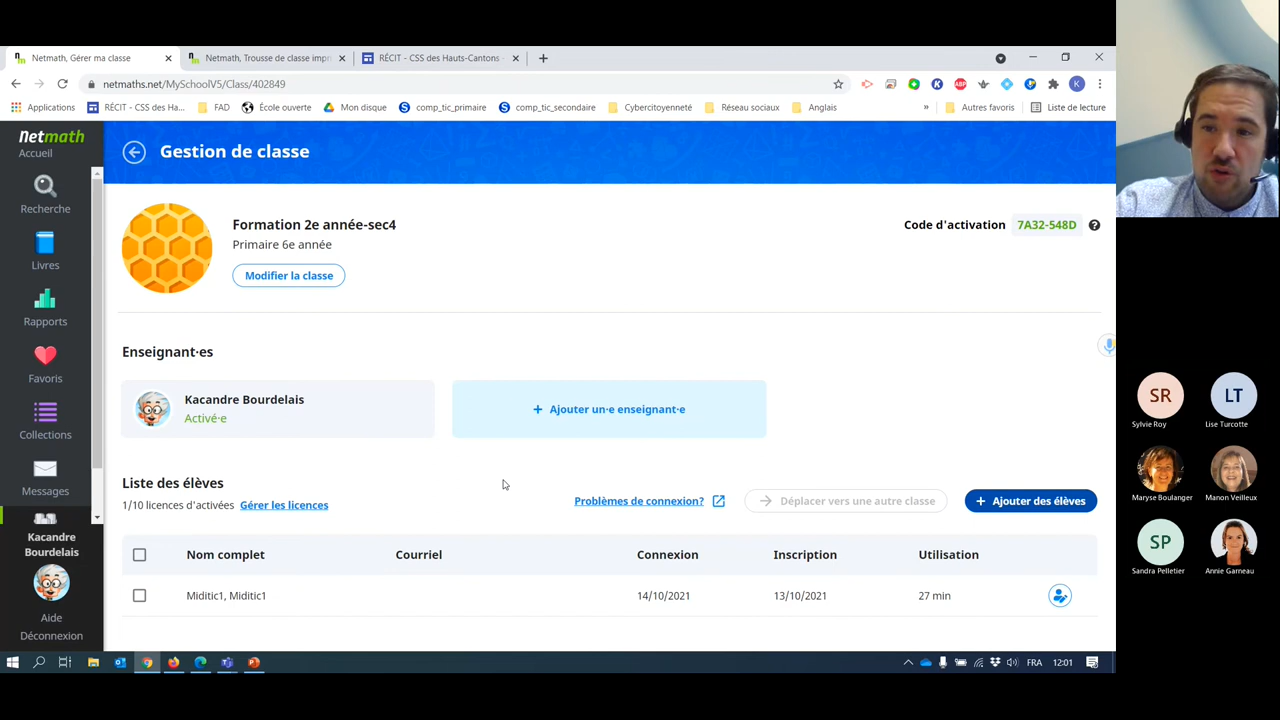 Netmath, Gérer ma classe
Netmath, Trousse de classe impr
RÉCIT - CSS des Hauts-Cantons
netmaths.net/MySchoolV5/Class/402849
K
ABP
K
Applications
RÉCIT - CSS des Ha...
FAD
École ouverte
Mon disque
comp_tic_primaire
comp_tic_secondaire
Cybercitoyenneté
Réseau sociaux
Anglais
»
Autres favoris
Liste de lecture
netmath
Accueil
Recherche
Livres
Rapports
Favoris
Collections
Messages
Kacandre
Bourdelais
Aide
Déconnexion
Gestion de classe
Formation 2e année-sec4
Primaire 6e année
Modifier la classe
Code d'activation 7A32-548D ?
Enseignant·es
Kacandre Bourdelais
Activé·e
+ Ajouter un·e enseignant·e
Liste des élèves
1/10 licences d'activées Gérer les licences
Problèmes de connexion?
Déplacer vers une autre classe
+ Ajouter des élèves
Nom complet Courriel Connexion Inscription Utilisation
Miditic1, Miditic1 14/10/2021 13/10/2021 27 min
FRA 12:01
SR
Sylvie Roy
LT
Lise Turcotte
Maryse Boulanger
Manon Veilleux
SP
Sandra Pelletier
Annie Garneau